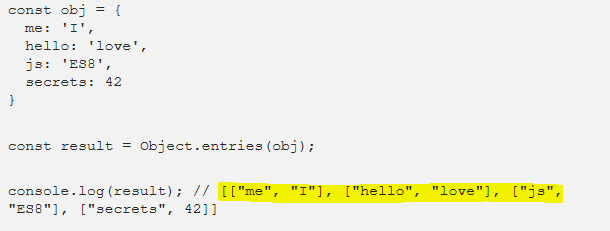 const obj = {
  me: 'I',
  hello: 'love',
  js: 'ES8',
  secrets: 42
}
const result = Object.entries(obj);
console.log(result); // [["me", "I"], ["hello", "love"], ["js",
"ES8"], ["secrets", 42]]